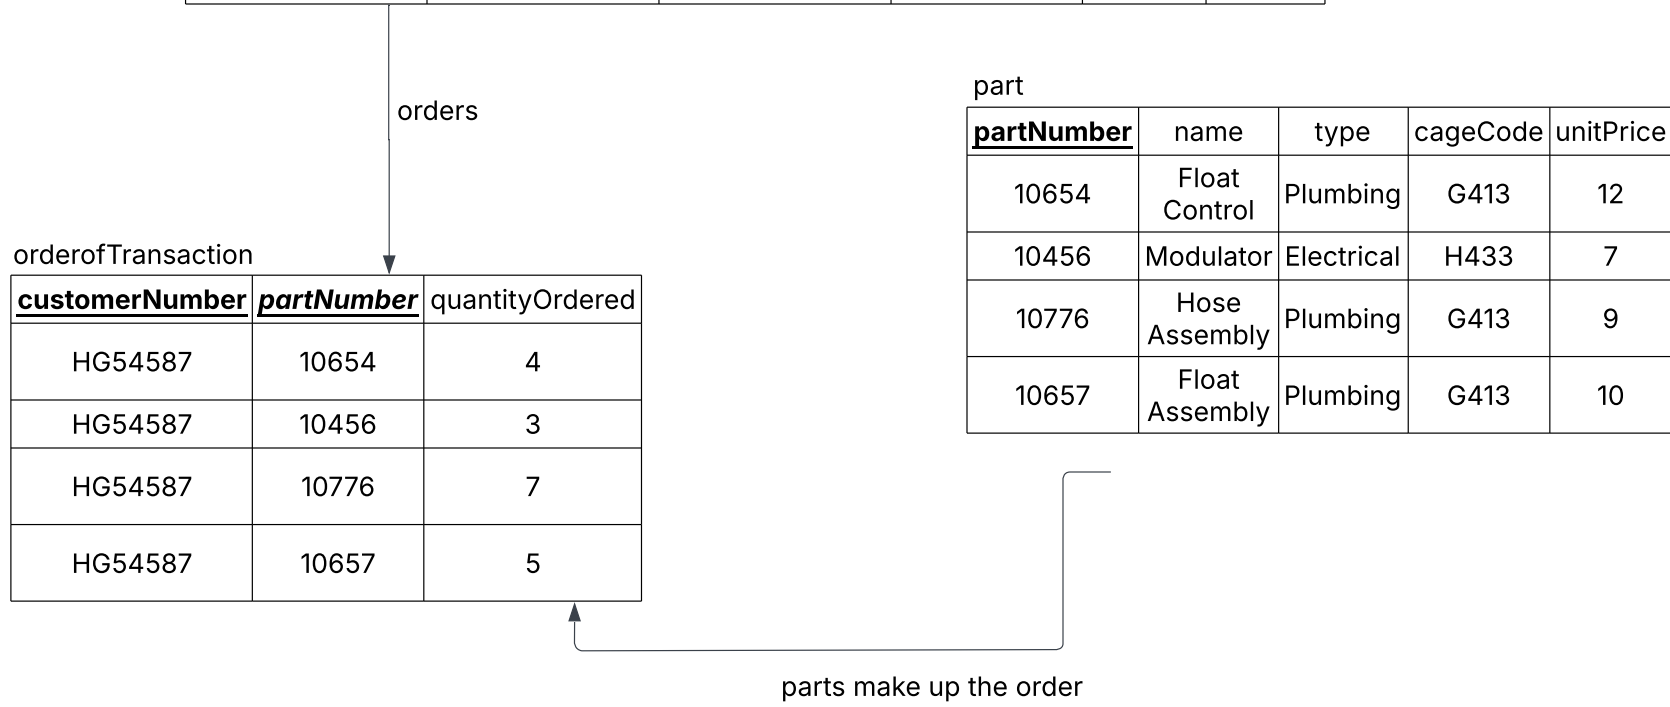 orders
part
partNumber name type cageCode unitPrice
10654 Float Control Plumbing G413 12
10456 Modulator Electrical H433 7
10776 Hose Assembly Plumbing G413 9
10657 Float Assembly Plumbing G413 10
orderofTransaction
customerNumber partNumber quantityOrdered
HG54587 10654 4
HG54587 10456 3
HG54587 10776 7
HG54587 10657 5
parts make up the order